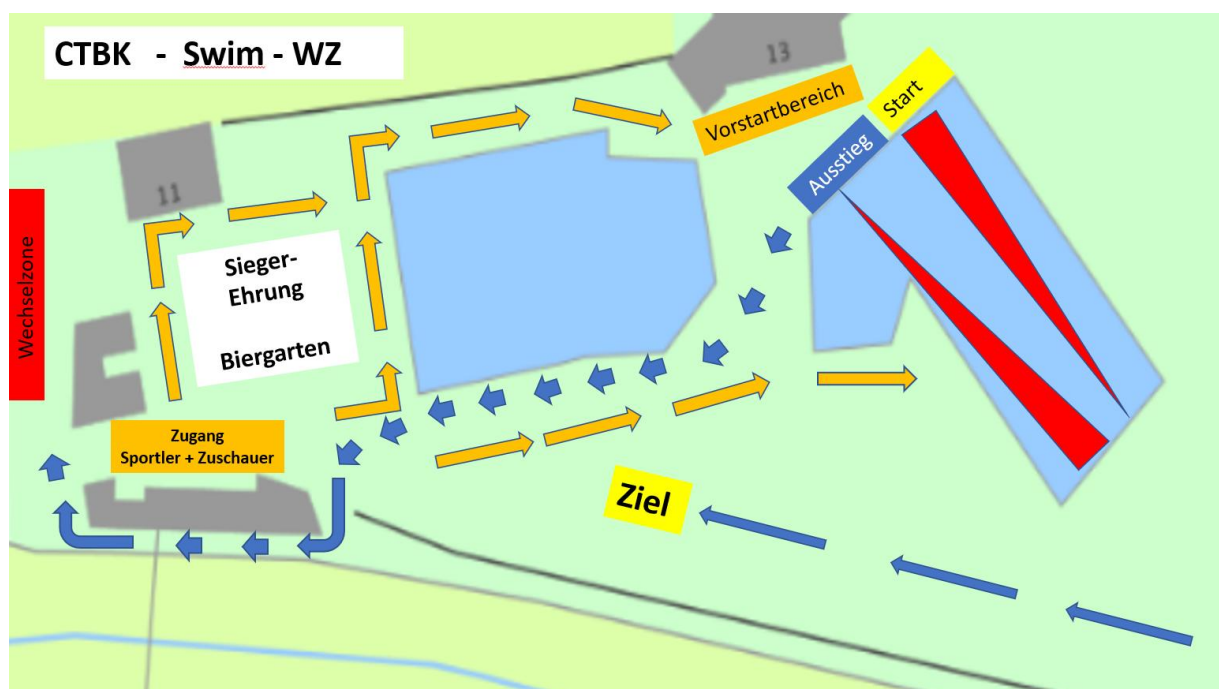 CTBK - Swim - WZ
13
Start
Vorstartbereich
Ausstieg
11
Wechselzone
Sieger-
Ehrung
Biergarten
Zugang
Sportler + Zuschauer
Ziel